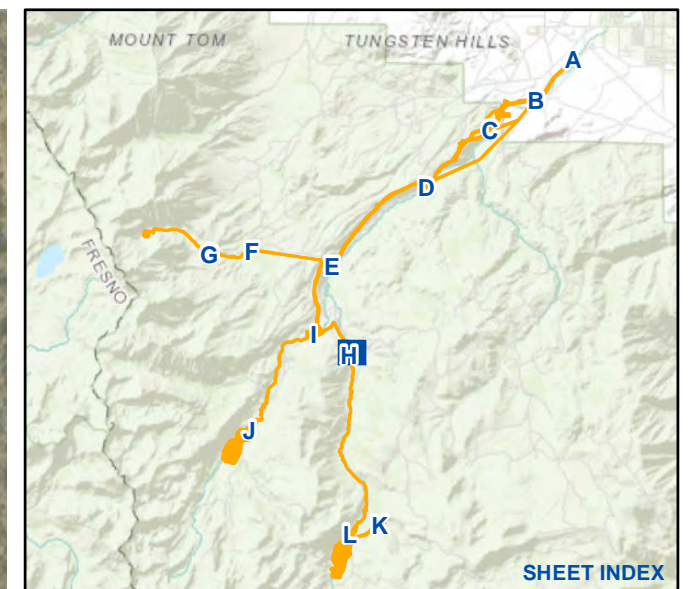 MOUNT TOM
TUNGSTEN HILLS
A
B
C
D
E
F
G
FRESNO
I
H
J
K
L
SHEET INDEX